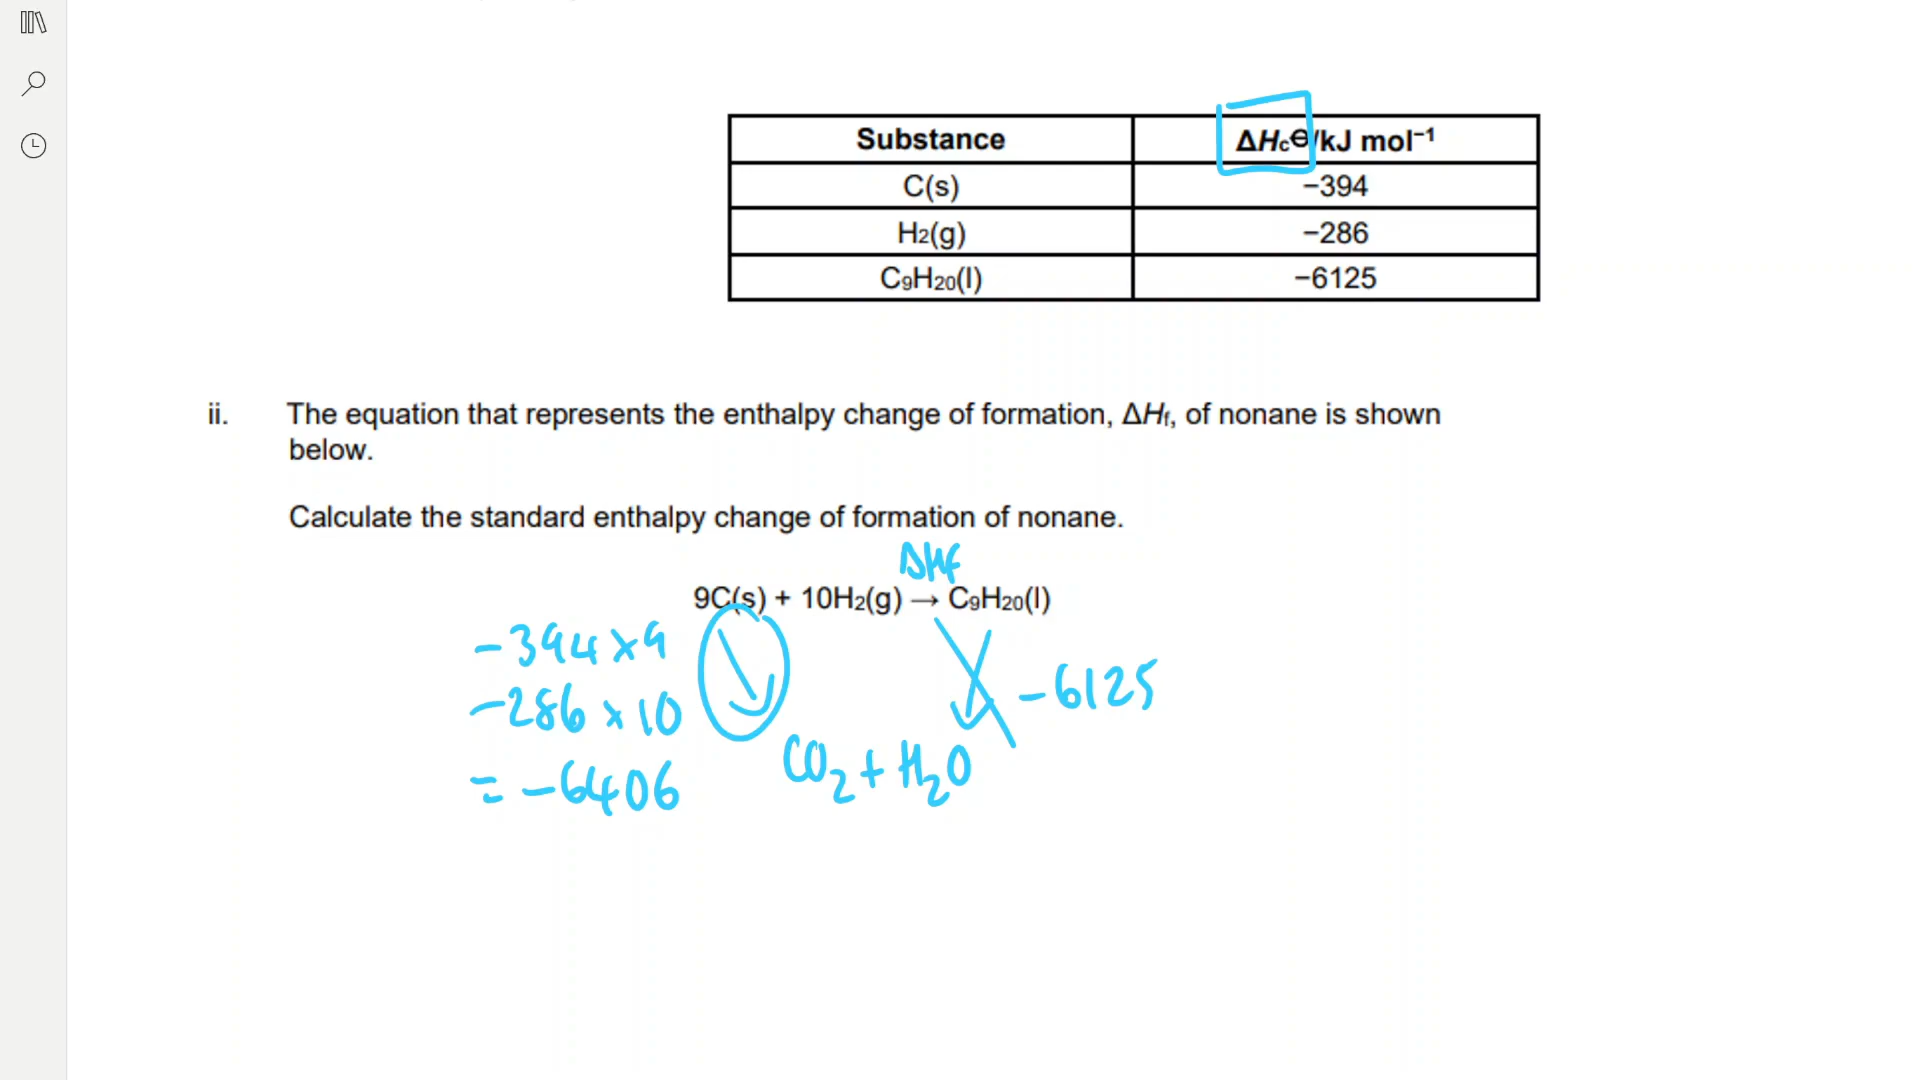 Substance ΔHc⊖/kJ mol⁻¹
C(s) −394
H₂(g) −286
C₉H₂₀(l) −6125
ii. The equation that represents the enthalpy change of formation, ΔHf, of nonane is shown
below.
Calculate the standard enthalpy change of formation of nonane.
ΔHf
9C(s) + 10H₂(g) → C₉H₂₀(l)
-394 x 9
-286 x 10
-6125
CO₂ + H₂O
= -6406